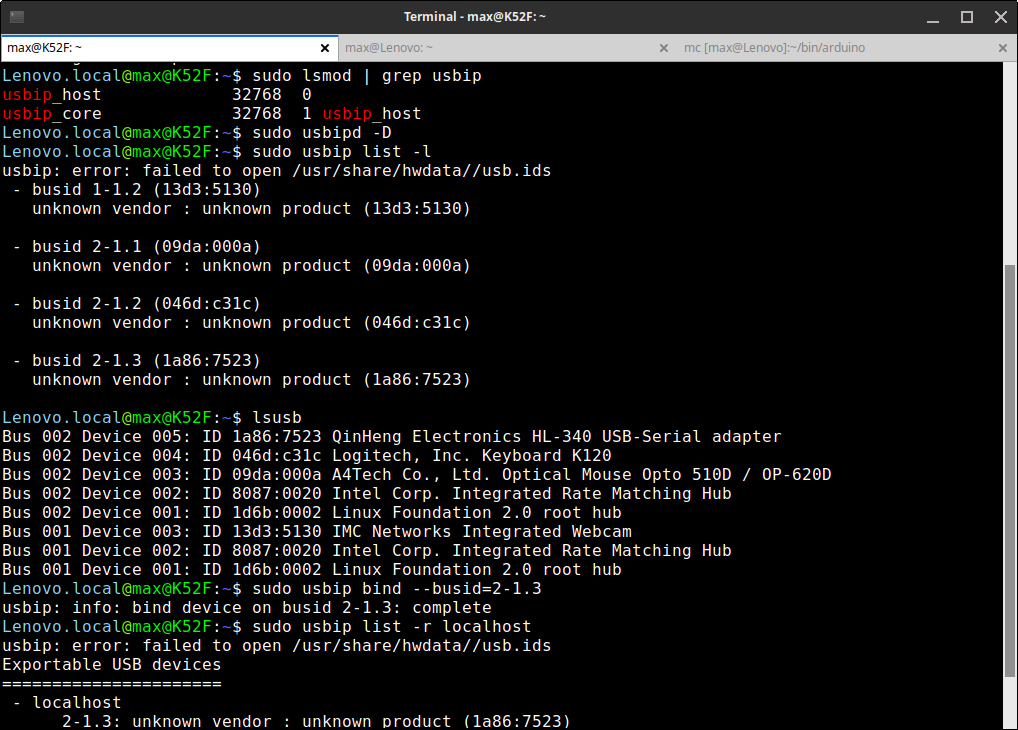 Terminal - max@K52F: ~
max@K52F: ~
max@Lenovo: ~
mc [max@Lenovo]:~/bin/arduino
Lenovo.local@max@K52F:~$ sudo lsmod | grep usbip
usbip_host             32768  0
usbip_core             32768  1 usbip_host
Lenovo.local@max@K52F:~$ sudo usbipd -D
Lenovo.local@max@K52F:~$ sudo usbip list -l
usbip: error: failed to open /usr/share/hwdata//usb.ids
 - busid 1-1.2 (13d3:5130)
   unknown vendor : unknown product (13d3:5130)
 - busid 2-1.1 (09da:000a)
   unknown vendor : unknown product (09da:000a)
 - busid 2-1.2 (046d:c31c)
   unknown vendor : unknown product (046d:c31c)
 - busid 2-1.3 (1a86:7523)
   unknown vendor : unknown product (1a86:7523)
Lenovo.local@max@K52F:~$ lsusb
Bus 002 Device 005: ID 1a86:7523 QinHeng Electronics HL-340 USB-Serial adapter
Bus 002 Device 004: ID 046d:c31c Logitech, Inc. Keyboard K120
Bus 002 Device 003: ID 09da:000a A4Tech Co., Ltd. Optical Mouse Opto 510D / OP-620D
Bus 002 Device 002: ID 8087:0020 Intel Corp. Integrated Rate Matching Hub
Bus 002 Device 001: ID 1d6b:0002 Linux Foundation 2.0 root hub
Bus 001 Device 003: ID 13d3:5130 IMC Networks Integrated Webcam
Bus 001 Device 002: ID 8087:0020 Intel Corp. Integrated Rate Matching Hub
Bus 001 Device 001: ID 1d6b:0002 Linux Foundation 2.0 root hub
Lenovo.local@max@K52F:~$ sudo usbip bind --busid=2-1.3
usbip: info: bind device on busid 2-1.3: complete
Lenovo.local@max@K52F:~$ sudo usbip list -r localhost
usbip: error: failed to open /usr/share/hwdata//usb.ids
Exportable USB devices
======================
 - localhost
      2-1.3: unknown vendor : unknown product (1a86:7523)